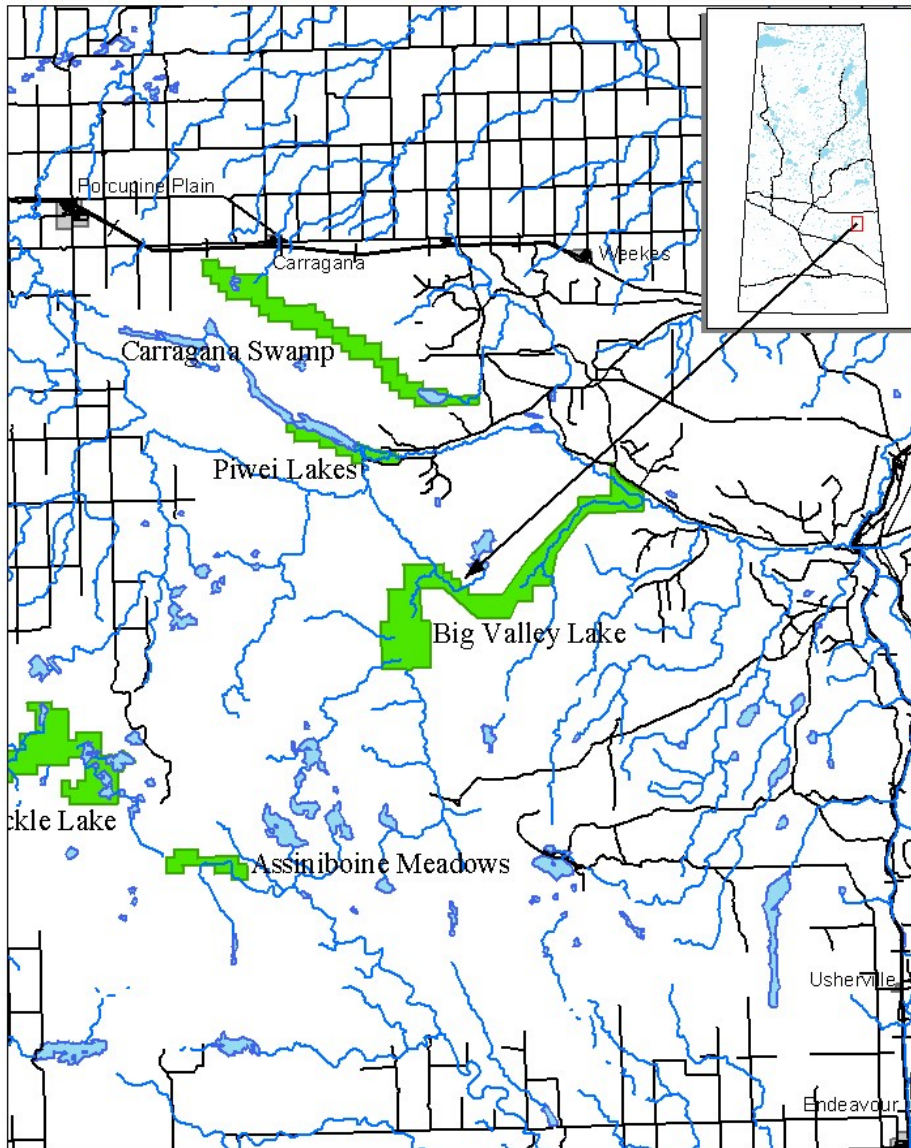 Porcupine Plain
Carragana
Weekes
Carragana Swamp
Piwei Lakes
Big Valley Lake
ckle Lake
Assiniboine Meadows
Usherville
Endeavour